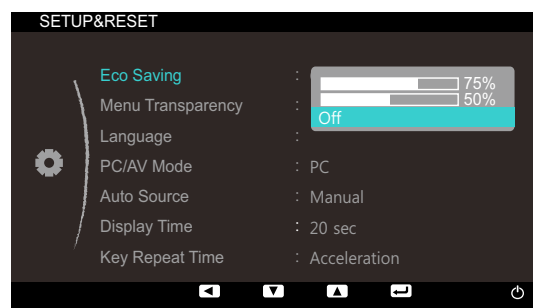 SETUP&RESET
Eco Saving :
75%
50%
Off
Menu Transparency :
Language :
PC/AV Mode : PC
Auto Source : Manual
Display Time : 20 sec
Key Repeat Time : Acceleration